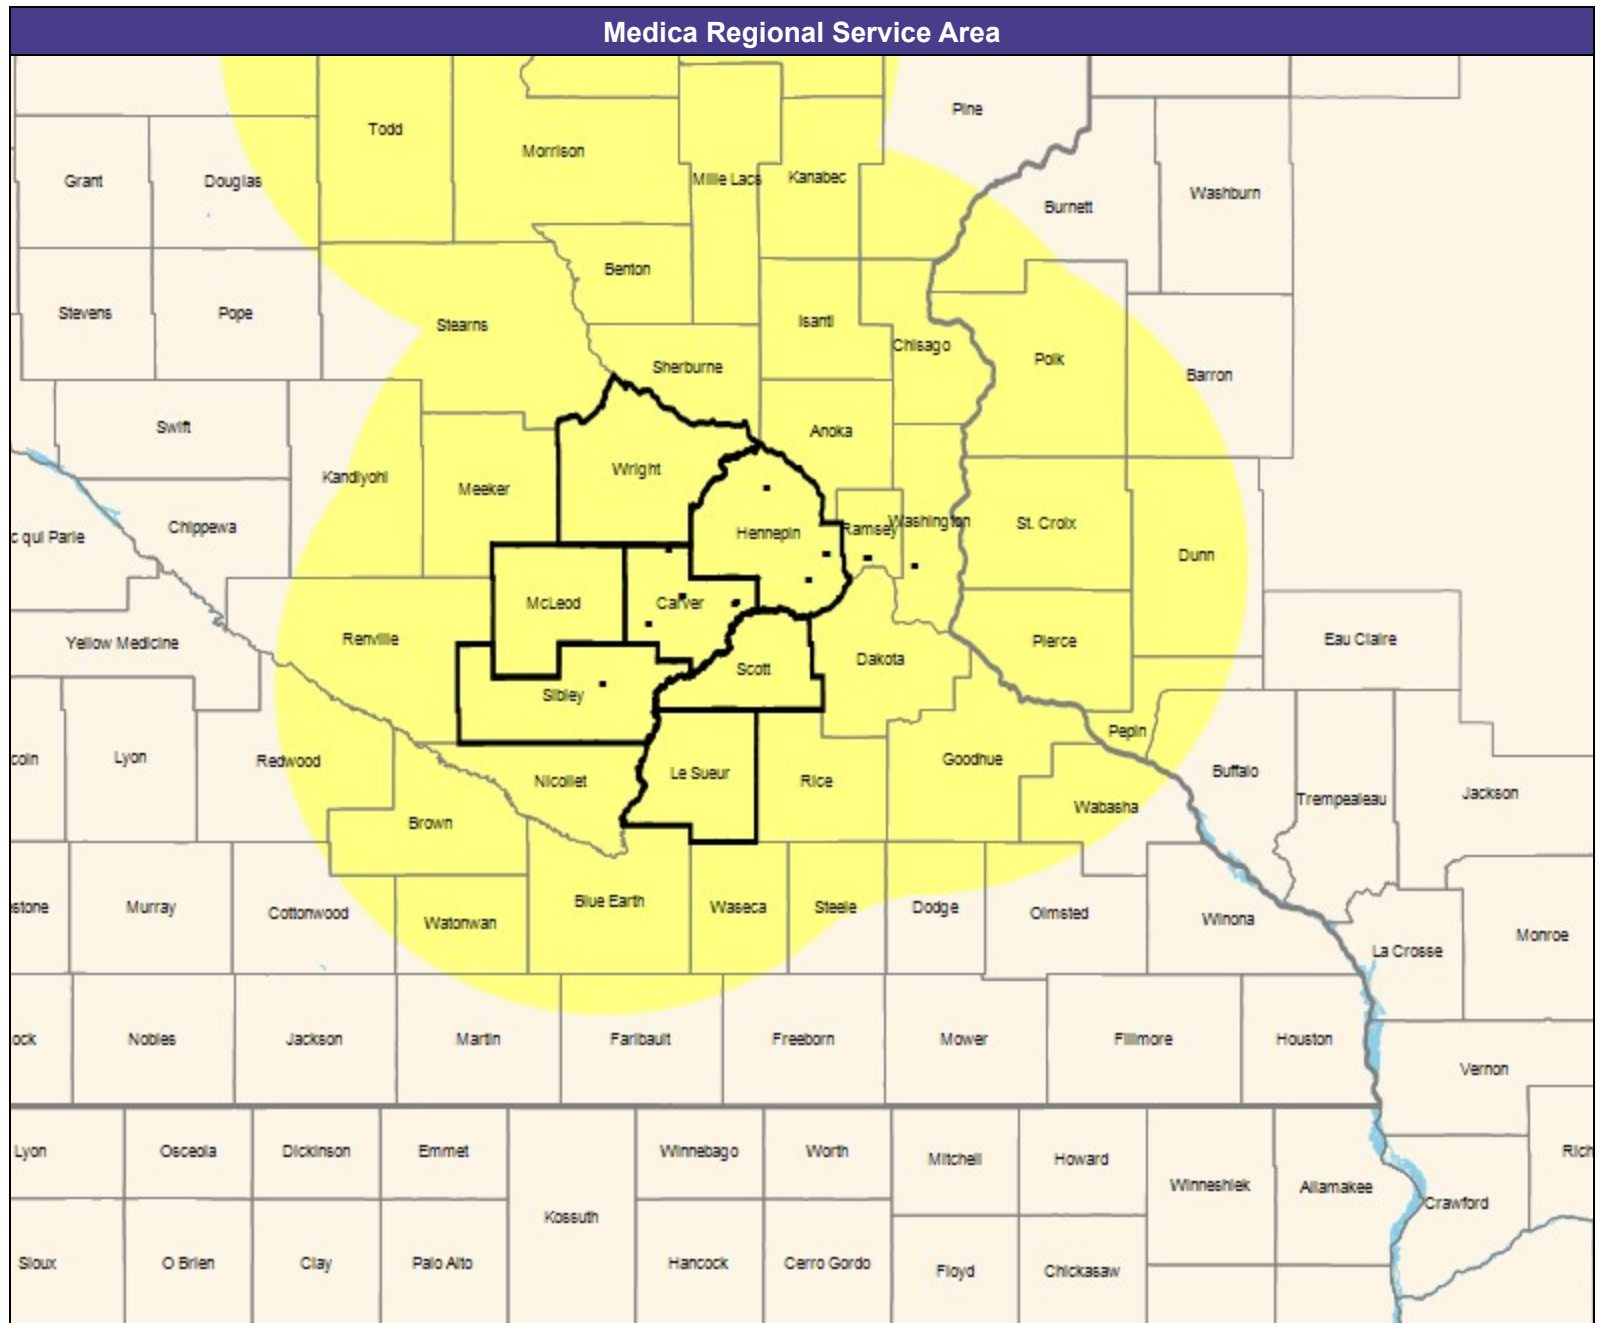 Medica Regional Service Area
Pine
Todd
Morrison
Grant
Douglas
Mille Lacs
Kanabec
Burnett
Washburn
Benton
Stevens
Pope
Stearns
Isanti
Chisago
Polk
Barron
Sherburne
Swift
Anoka
Kandiyohi
Wright
Meeker
Chippewa
Hennepin
Ramsey
Washington
St. Croix
c qui Parle
Dunn
McLeod
Carver
Yellow Medicine
Renville
Scott
Dakota
Pierce
Eau Claire
Sibley
coln
Lyon
Redwood
Nicollet
Le Sueur
Rice
Goodhue
Pepin
Buffalo
Trempealeau
Jackson
Brown
Wabasha
stone
Murray
Cottonwood
Watonwan
Blue Earth
Waseca
Steele
Dodge
Olmsted
Winona
La Crosse
Monroe
ock
Nobles
Jackson
Martin
Faribault
Freeborn
Mower
Fillmore
Houston
Vernon
Lyon
Osceola
Dickinson
Emmet
Winnebago
Worth
Mitchell
Howard
Winneshiek
Allamakee
Crawford
Rich
Kossuth
Sioux
O Brien
Clay
Palo Alto
Hancock
Cerro Gordo
Floyd
Chickasaw